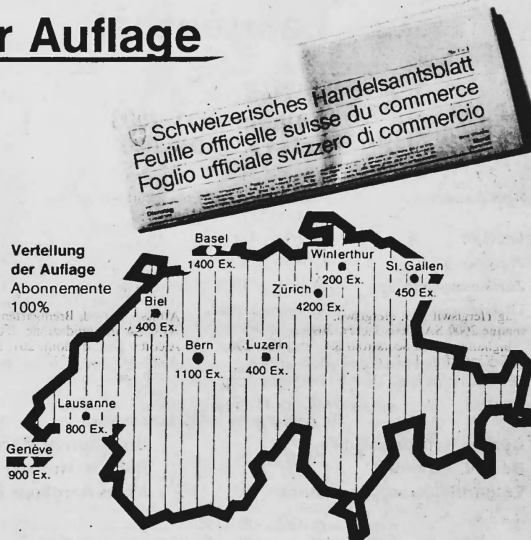 r Auflage
Schweizerisches Handelsamtsblatt
Feuille officielle suisse du commerce
Foglio ufficiale svizzero di commercio
Dienstag
Verteilung
der Auflage
Abonnemente
100%
Basel
1400 Ex.
Winterthur
200 Ex.
St. Gallen
450 Ex.
Zürich
4200 Ex.
Biel
400 Ex.
Bern
1100 Ex.
Luzern
400 Ex.
Lausanne
800 Ex.
Genève
900 Ex.